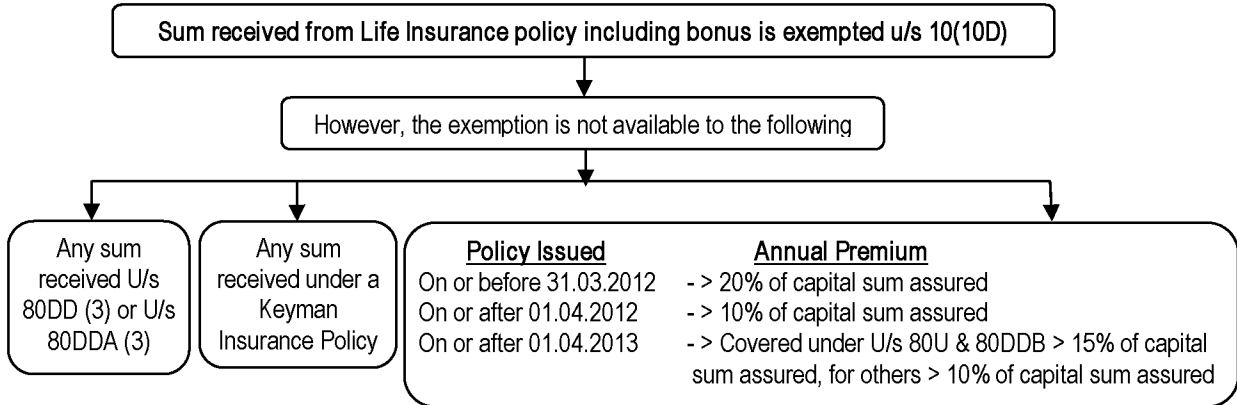 Sum received from Life Insurance policy including bonus is exempted u/s 10(10D)
However, the exemption is not available to the following
Any sum
received U/s
80DD (3) or U/s
80DDA (3)
Any sum
received under a
Keyman
Insurance Policy
Policy Issued Annual Premium
On or before 31.03.2012 - > 20% of capital sum assured
On or after 01.04.2012 - > 10% of capital sum assured
On or after 01.04.2013 - > Covered under U/s 80U & 80DDB > 15% of capital
sum assured, for others > 10% of capital sum assured